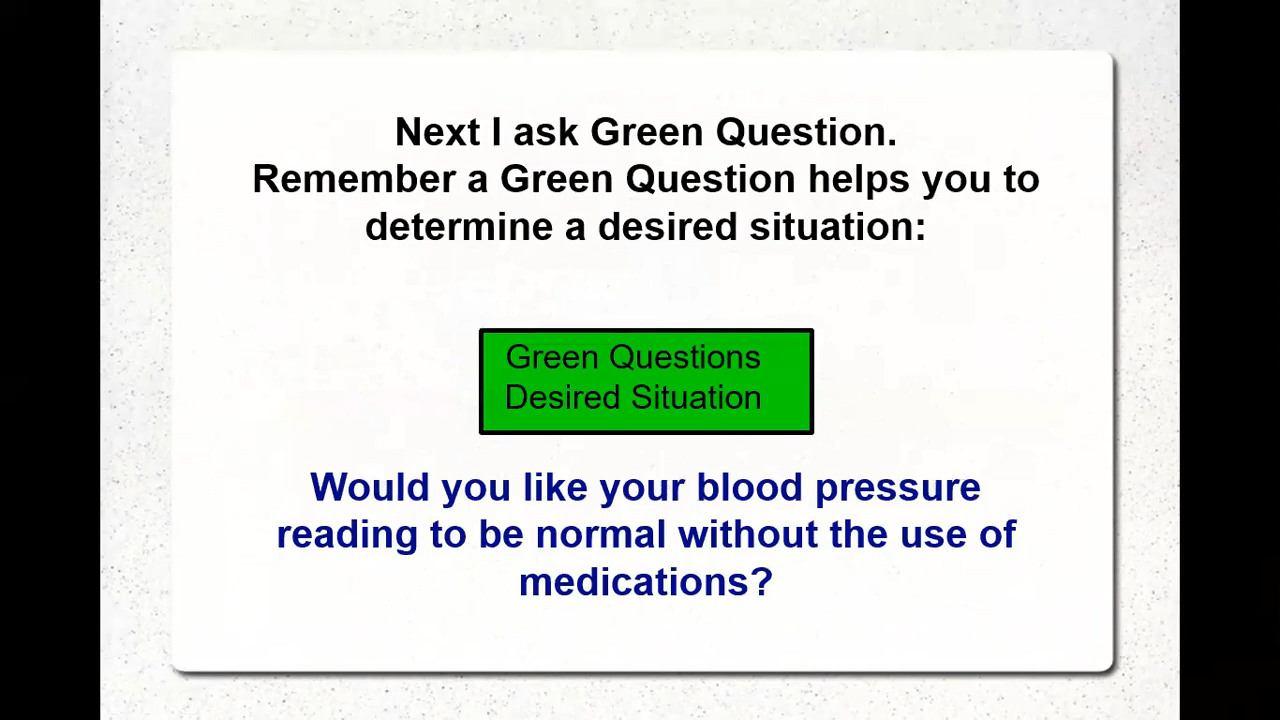 Next I ask Green Question.
Remember a Green Question helps you to
determine a desired situation:
Green Questions
Desired Situation
Would you like your blood pressure
reading to be normal without the use of
medications?